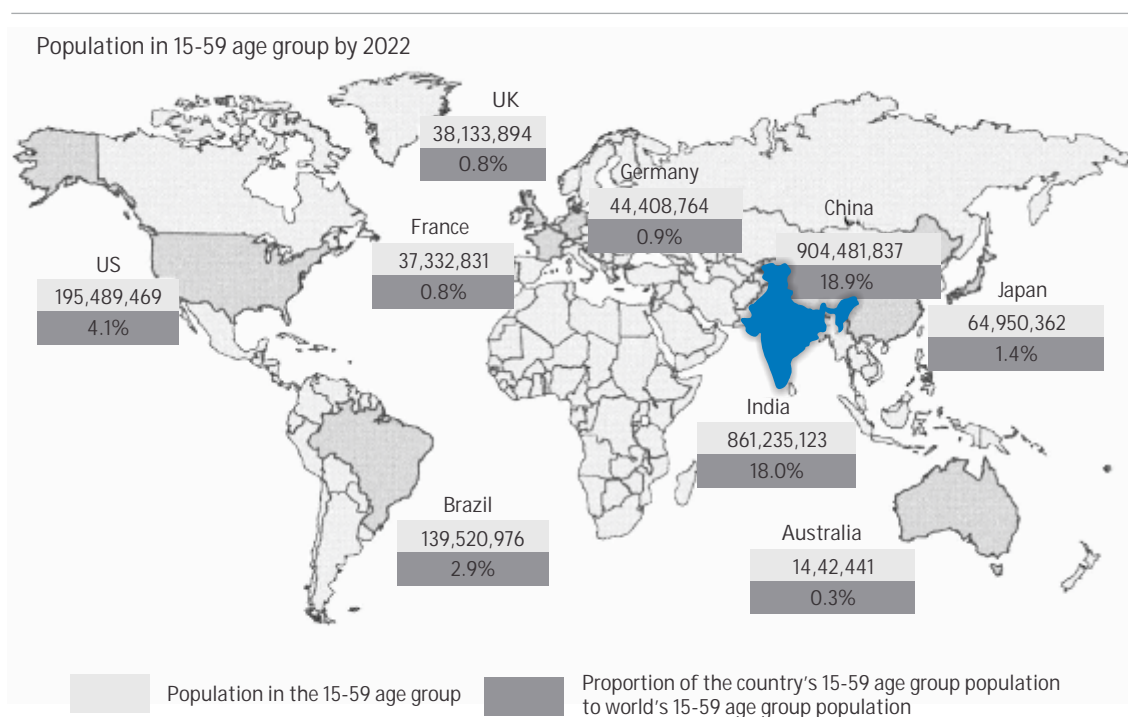 Population in 15-59 age group by 2022
UK
38,133,894
0.8%
Germany
44,408,764
0.9%
China
904,481,837
18.9%
France
37,332,831
0.8%
US
195,489,469
4.1%
Japan
64,950,362
1.4%
India
861,235,123
18.0%
Brazil
139,520,976
2.9%
Australia
14,42,441
0.3%
Population in the 15-59 age group
Proportion of the country's 15-59 age group population
to world's 15-59 age group population